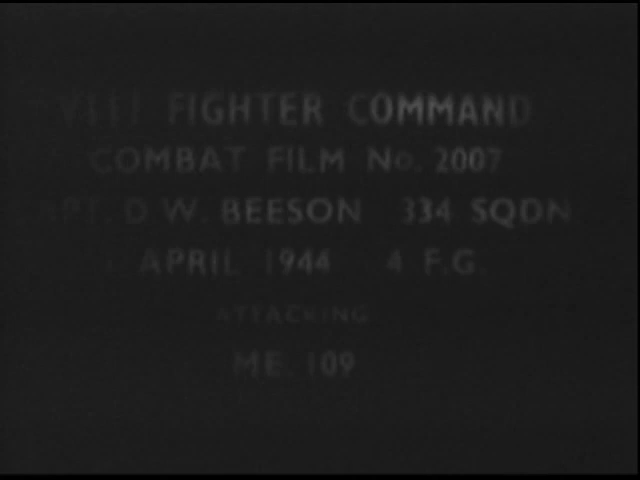 VIII FIGHTER COMMAND
COMBAT FILM No. 2007
D.W. BEESON 334 SQDN
APRIL 1944 4 F.G.
ATTACKING
ME. 109